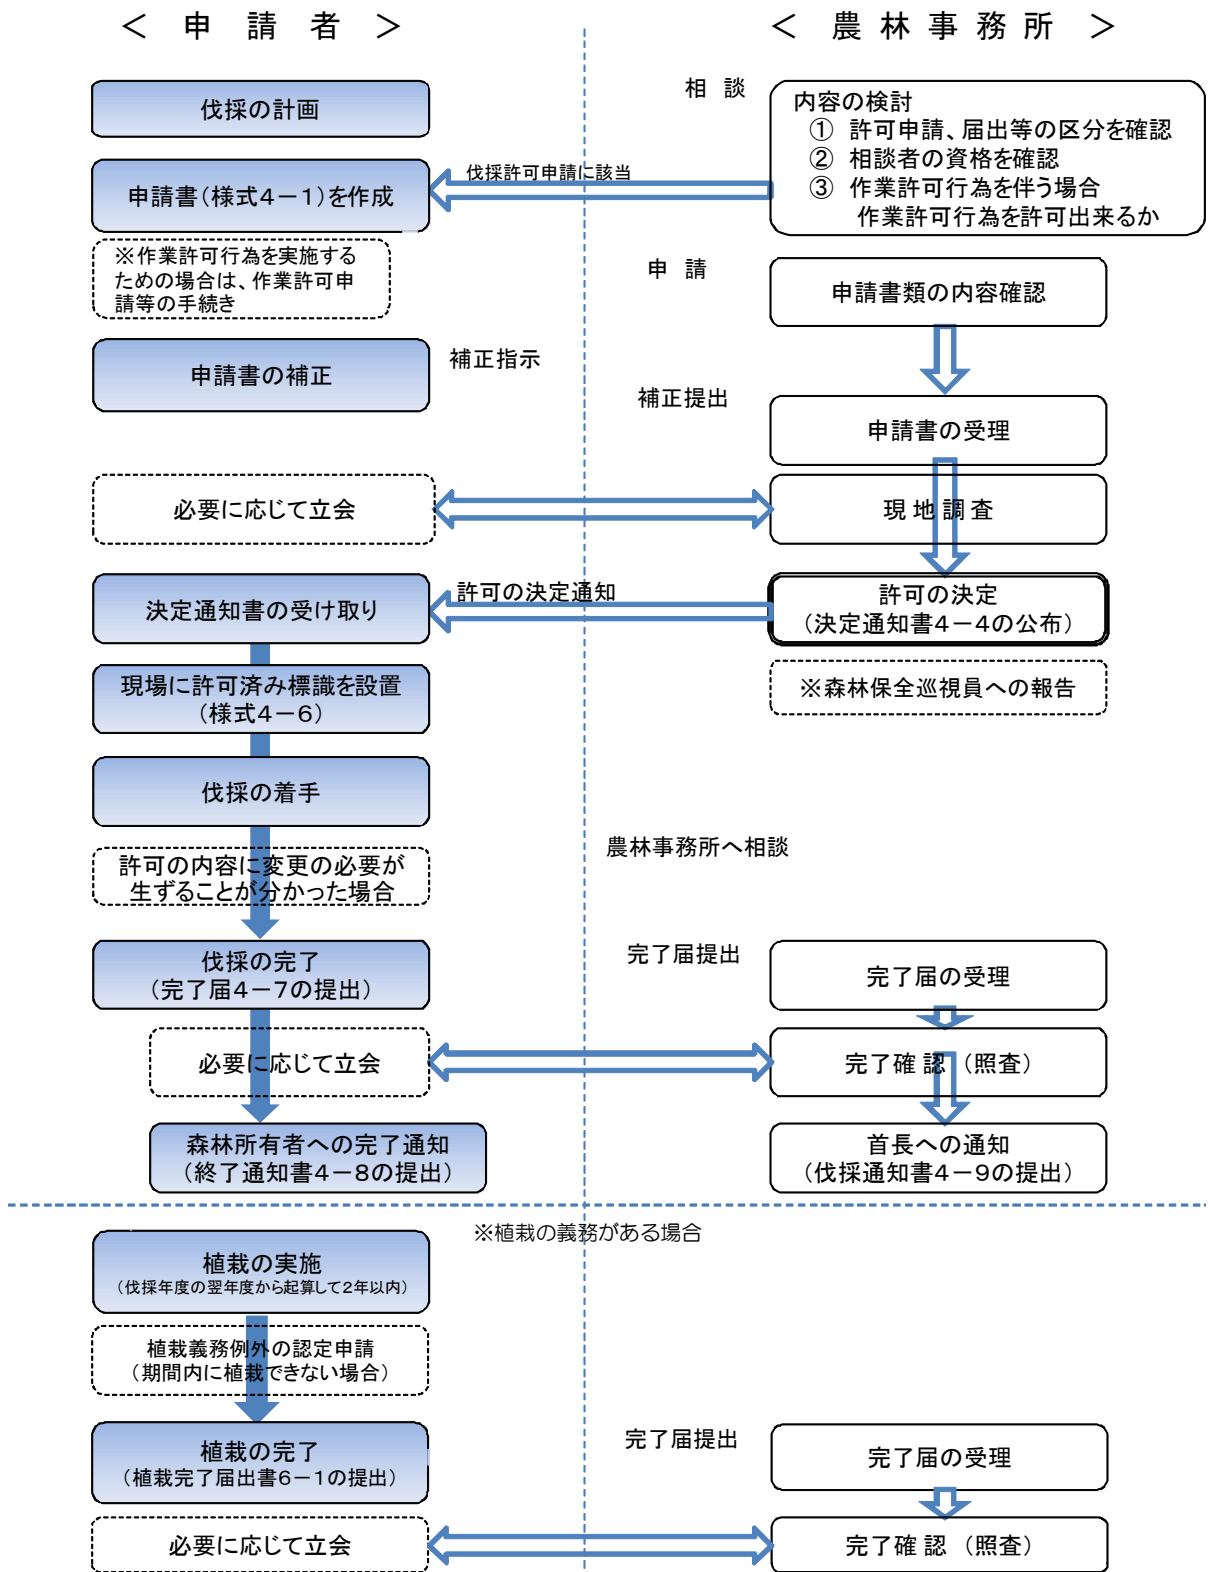 ＜ 申 請 者 ＞
＜ 農 林 事 務 所 ＞
伐採の計画
相 談
内容の検討
① 許可申請、届出等の区分を確認
② 相談者の資格を確認
③ 作業許可行為を伴う場合
作業許可行為を許可出来るか
伐採許可申請に該当
申請書（様式４－１）を作成
※作業許可行為を実施する
ための場合は、作業許可申
請等の手続き
申 請
申請書類の内容確認
申請書の補正
補正指示
補正提出
申請書の受理
必要に応じて立会
現 地 調 査
決定通知書の受け取り
許可の決定通知
許可の決定
（決定通知書４－４の公布）
現場に許可済み標識を設置
（様式４－６）
※森林保全巡視員への報告
伐採の着手
農林事務所へ相談
許可の内容に変更の必要が
生ずることが分かった場合
伐採の完了
（完了届４－７の提出）
完了届提出
完了届の受理
必要に応じて立会
完了確認 （照査）
森林所有者への完了通知
（終了通知書４－８の提出）
首長への通知
（伐採通知書４－９の提出）
※植栽の義務がある場合
植栽の実施
（伐採年度の翌年度から起算して２年以内）
植栽義務例外の認定申請
（期間内に植栽できない場合）
植栽の完了
（植栽完了届出書６－１の提出）
完了届提出
完了届の受理
必要に応じて立会
完了確認 （照査）